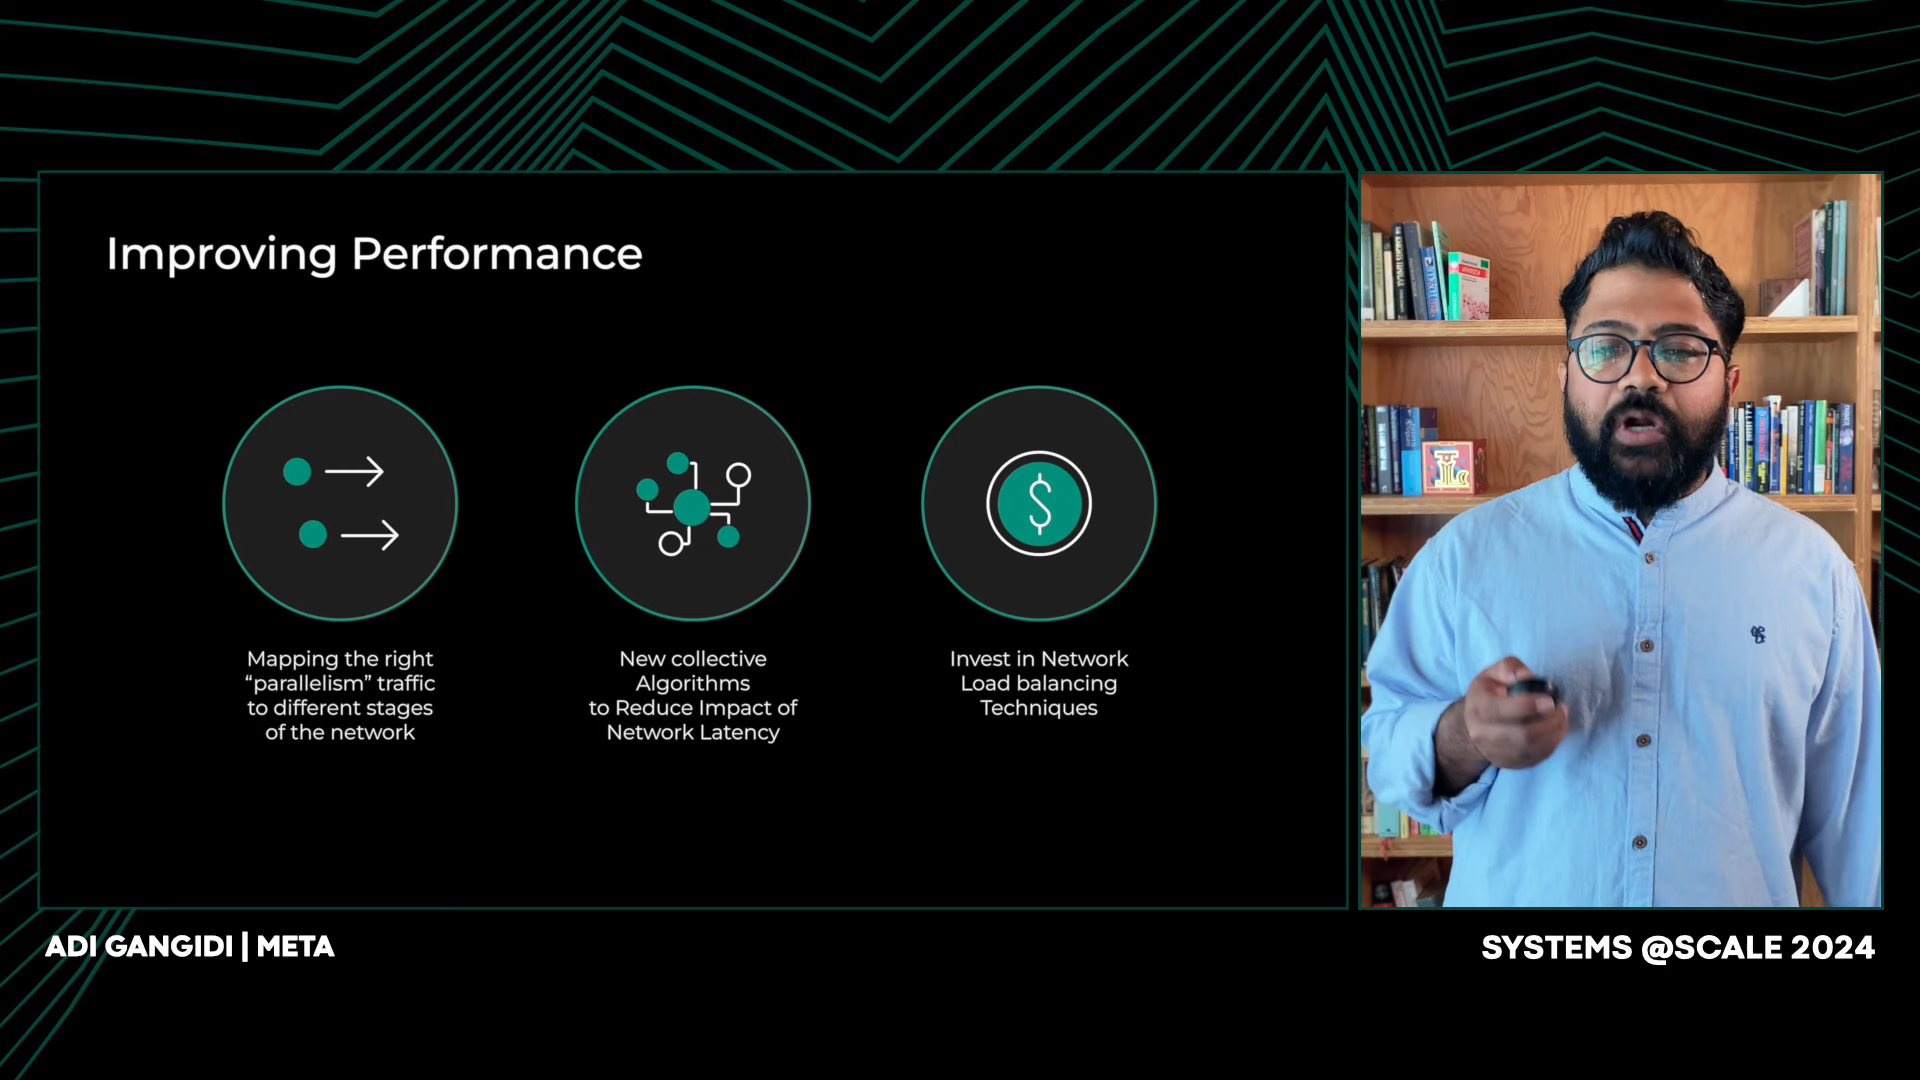 Improving Performance
Mapping the right
“parallelism” traffic
to different stages
of the network
New collective
Algorithms
to Reduce Impact of
Network Latency
$
Invest in Network
Load balancing
Techniques
ADI GANGIDI | META
SYSTEMS @SCALE 2024